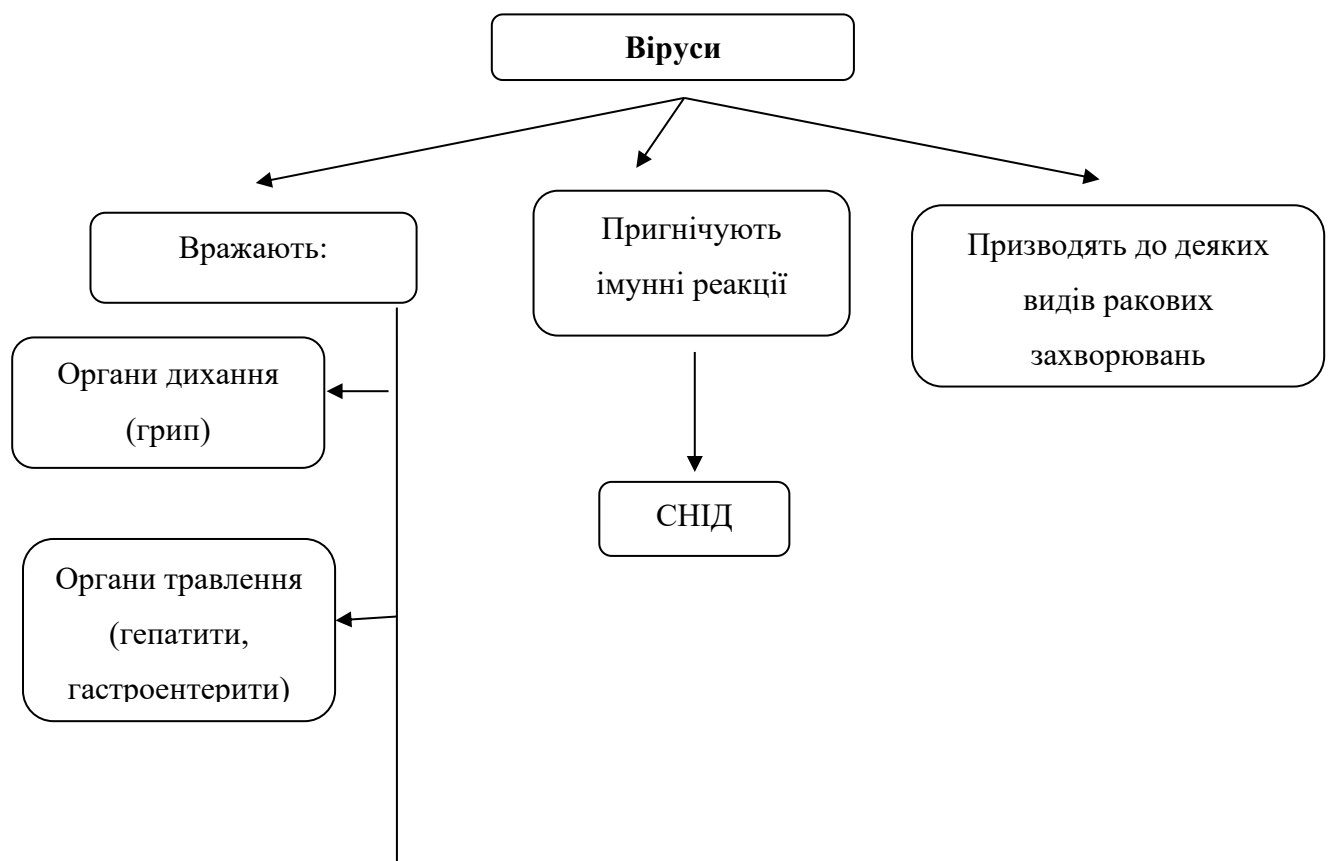 Віруси
Вражають:
Органи дихання
(грип)
Органи травлення
(гепатити,
гастроентерити)
Пригнічують
імунні реакції
СНІД
Призводять до деяких
видів ракових
захворювань